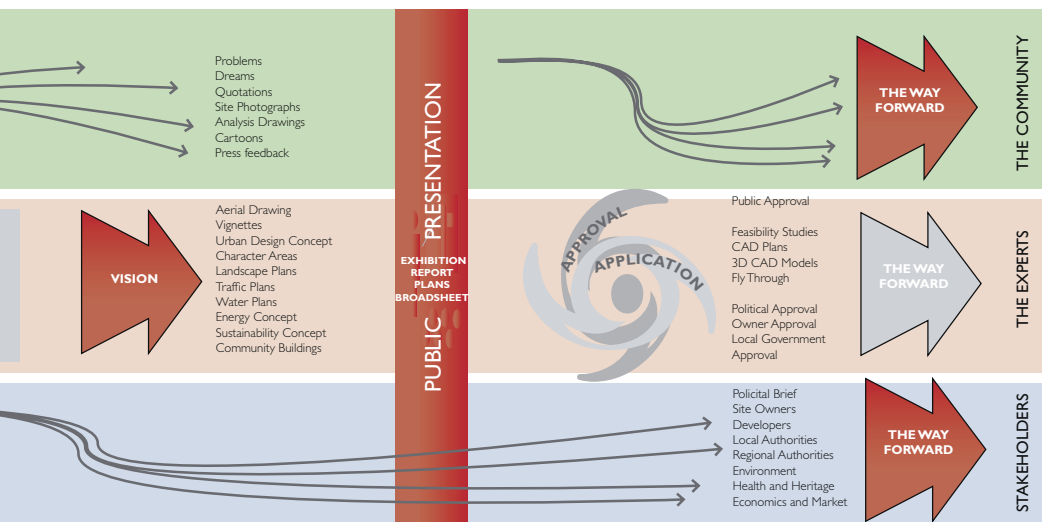 Problems
Dreams
Quotations
Site Photographs
Analysis Drawings
Cartoons
Press feedback
THE WAY
FORWARD
THE COMMUNITY
VISION
Aerial Drawing
Vignettes
Urban Design Concept
Character Areas
Landscape Plans
Traffic Plans
Water Plans
Energy Concept
Sustainability Concept
Community Buildings
PUBLIC PRESENTATION
EXHIBITION
REPORT
PLANS
BROADSHEET
APPROVAL
APPLICATION
Public Approval
Feasibility Studies
CAD Plans
3D CAD Models
Fly Through
Political Approval
Owner Approval
Local Government
Approval
THE WAY
FORWARD
THE EXPERTS
Policital Brief
Site Owners
Developers
Local Authorities
Regional Authorities
Environment
Health and Heritage
Economics and Market
THE WAY
FORWARD
STAKEHOLDERS